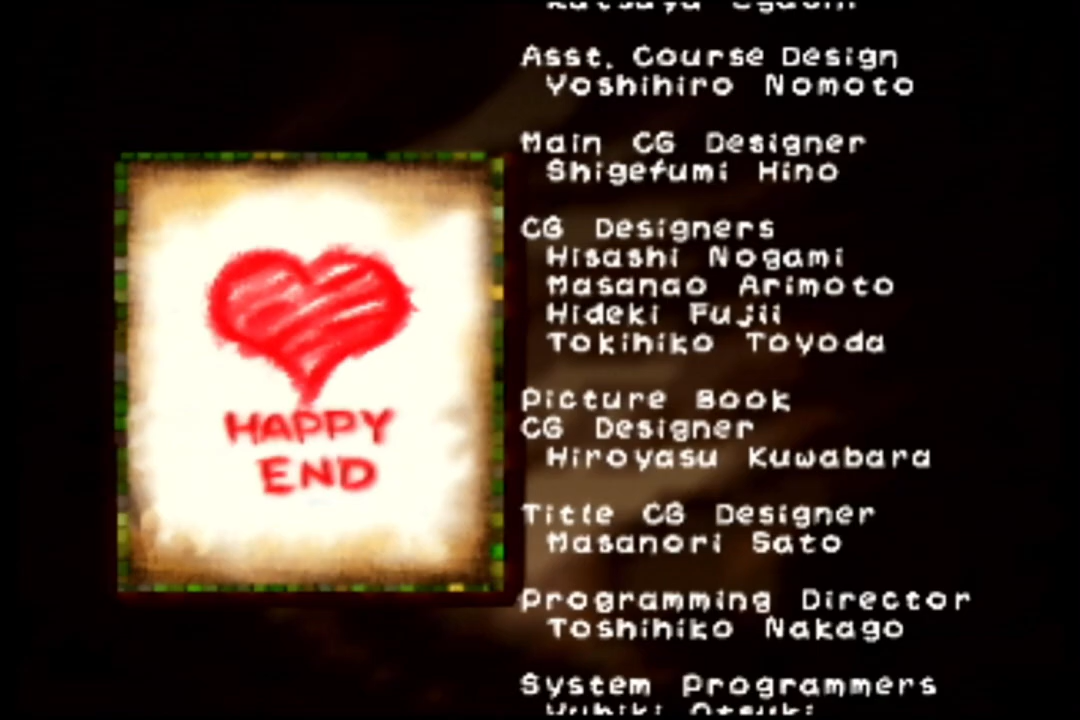 HAPPY
END
Asst. Course Design
Yoshihiro Nomoto
Main CG Designer
Shigefumi Hino
CG Designers
Hisashi Nogami
Masanao Arimoto
Hideki Fujii
Tokihiko Toyoda
Picture Book
CG Designer
Hiroyasu Kuwabara
Title CG Designer
Masanori Sato
Programming Director
Toshihiko Nakago
System Programmers